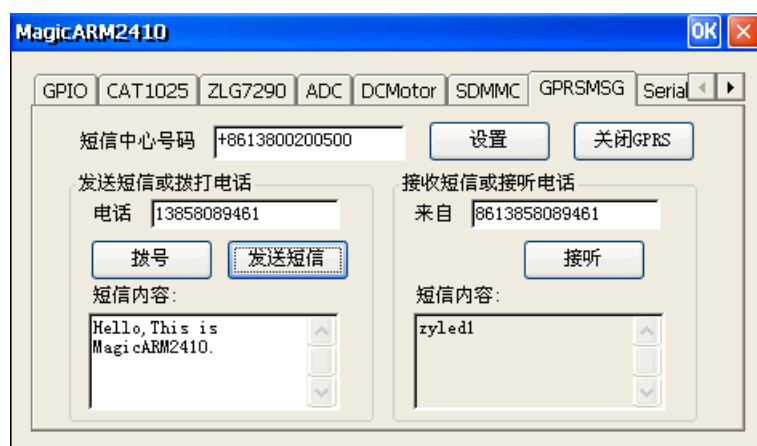 MagicARM2410 OK
GPIO CAT1025 ZLG7290 ADC DCMotor SDMMC GPRSMSG Serial
短信中心号码 +8613800200500 设置 关闭GPRS
发送短信或拨打电话
电话 13858089461
拨号 发送短信
短信内容:
Hello,This is
MagicARM2410.
接收短信或接听电话
来自 8613858089461
接听
短信内容:
zyled1